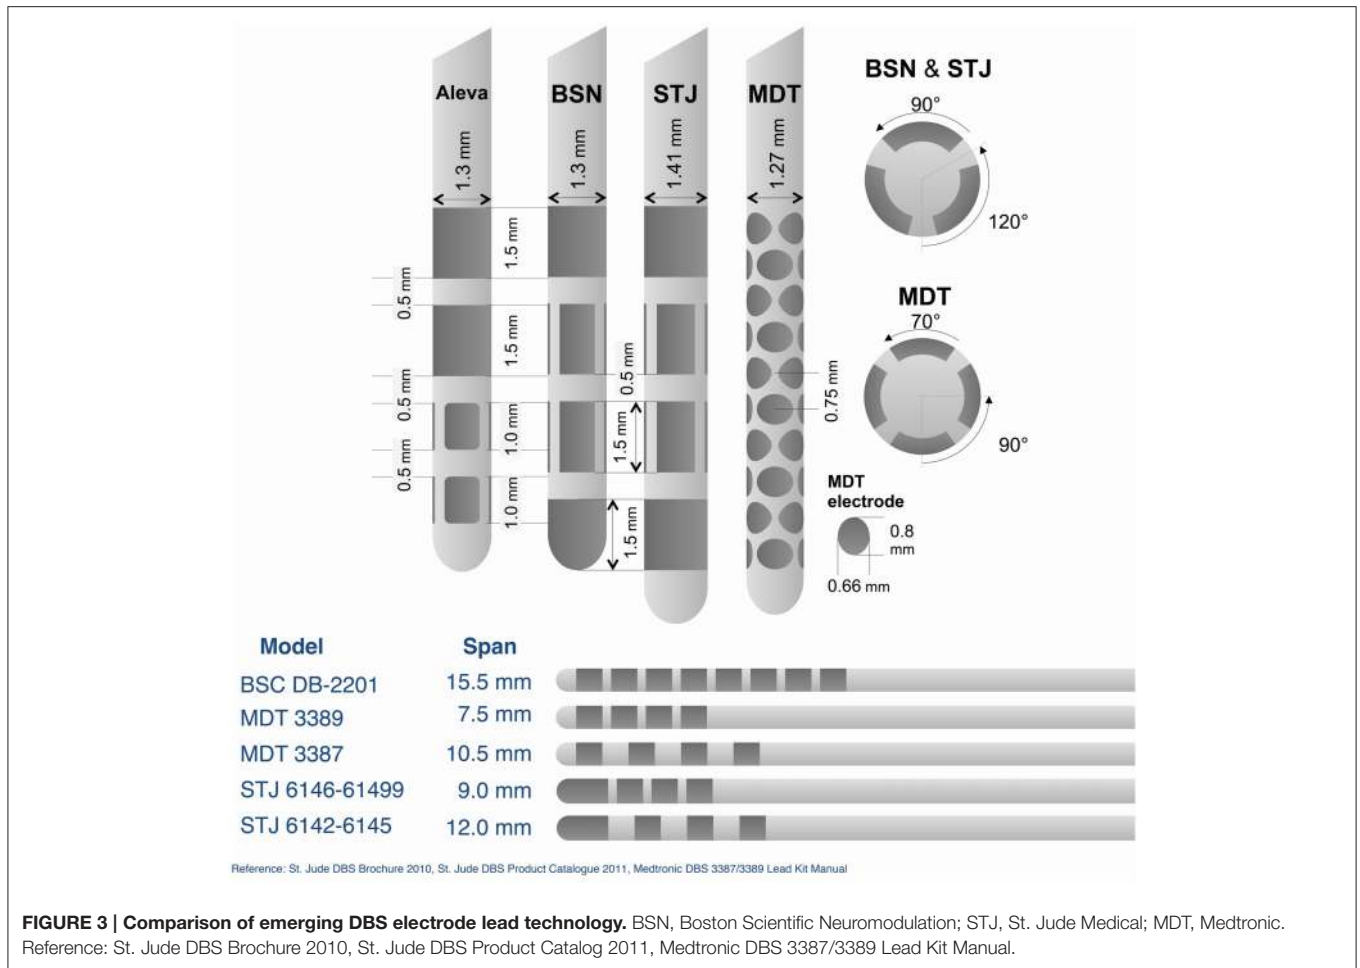 Aleva
BSN
STJ
MDT
1.3 mm
1.3 mm
1.41 mm
1.27 mm
1.5 mm
0.5 mm
1.5 mm
0.5 mm
0.5 mm
1.0 mm
1.0 mm
0.5 mm
1.5 mm
1.5 mm
0.75 mm
BSN & STJ
90°
120°
MDT
70°
90°
MDT
electrode
0.8
mm
0.66 mm
Model Span
BSC DB-2201 15.5 mm
MDT 3389 7.5 mm
MDT 3387 10.5 mm
STJ 6146-61499 9.0 mm
STJ 6142-6145 12.0 mm
Reference: St. Jude DBS Brochure 2010, St. Jude DBS Product Catalogue 2011, Medtronic DBS 3387/3389 Lead Kit Manual
FIGURE 3 | Comparison of emerging DBS electrode lead technology. BSN, Boston Scientific Neuromodulation; STJ, St. Jude Medical; MDT, Medtronic.
Reference: St. Jude DBS Brochure 2010, St. Jude DBS Product Catalog 2011, Medtronic DBS 3387/3389 Lead Kit Manual.